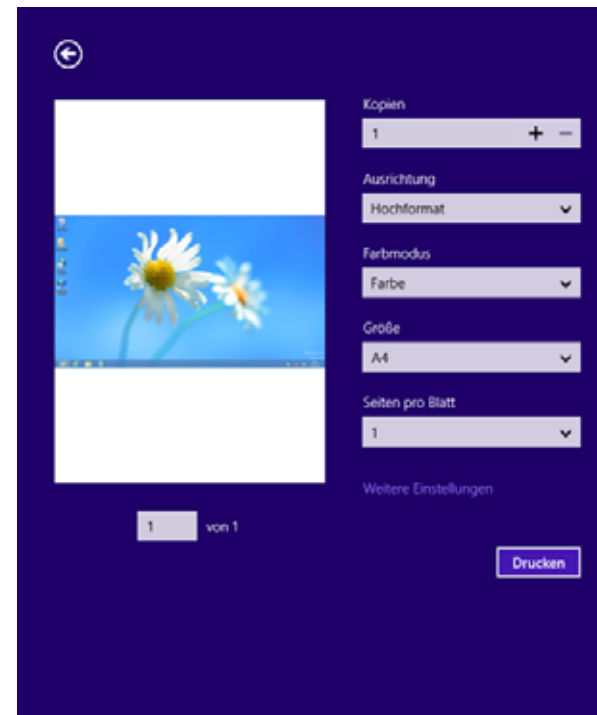 Kopien
1
Ausrichtung
Hochformat
Farbmodus
Farbe
Größe
A4
Seiten pro Blatt
1
Weitere Einstellungen
1 von 1
Drucken